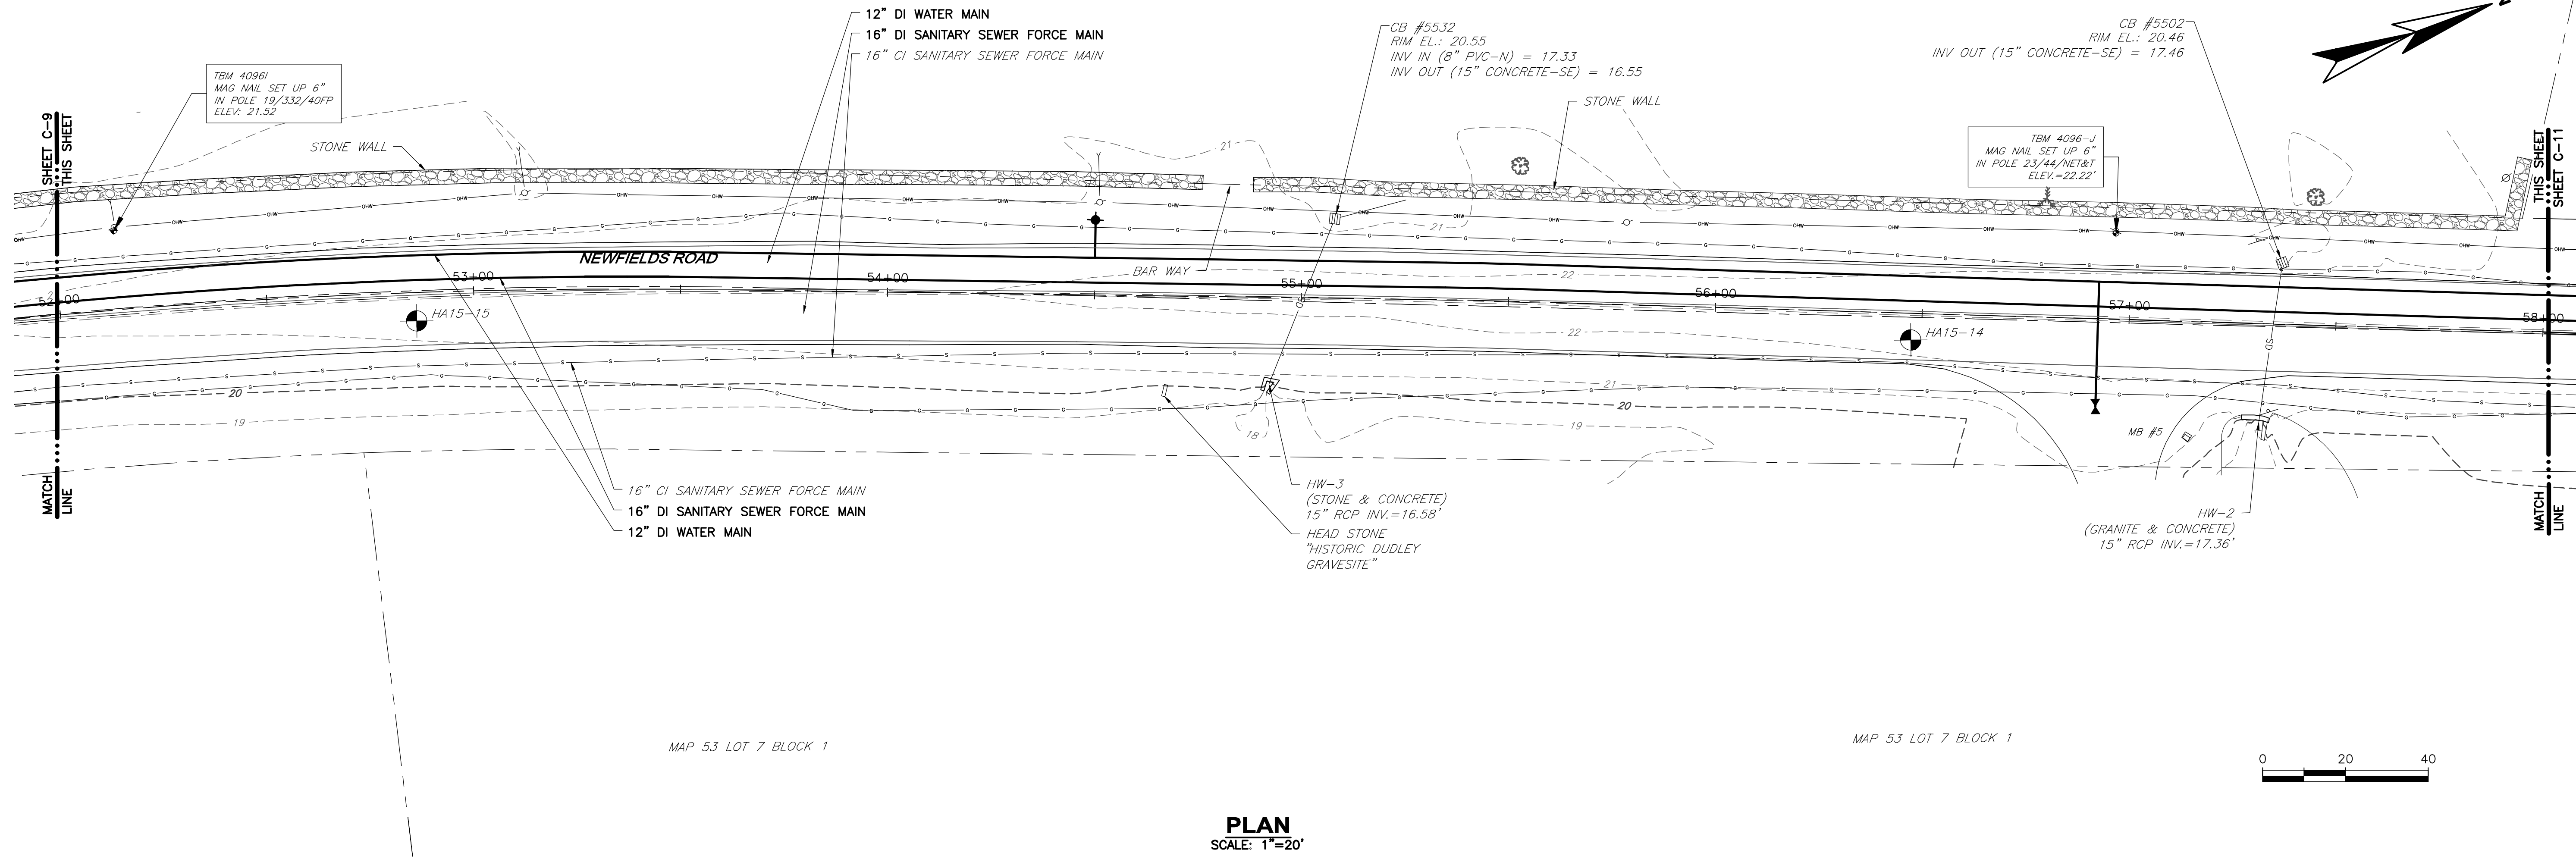 12" DI WATER MAIN
16" DI SANITARY SEWER FORCE MAIN
16" CI SANITARY SEWER FORCE MAIN
CB #5532
RIM EL.: 20.55
INV IN (8" PVC-N) = 17.33
INV OUT (15" CONCRETE-SE) = 16.55
CB #5502
RIM EL.: 20.46
INV OUT (15" CONCRETE-SE) = 17.46
TBM 4096I
MAG NAIL SET UP 6"
IN POLE 19/332/40FP
ELEV: 21.52
SHEET C-9
THIS SHEET
STONE WALL
STONE WALL
TBM 4096-J
MAG NAIL SET UP 6"
IN POLE 23/44/NET&T
ELEV.=22.22'
THIS SHEET
SHEET C-11
21
21
NEWFIELDS ROAD
BAR WAY
22
52+00
53+00
54+00
55+00
56+00
57+00
58+00
HA15-15
22
HA15-14
SD
21
20
20
19
19
18
MB #5
MATCH
LINE
16" CI SANITARY SEWER FORCE MAIN
16" DI SANITARY SEWER FORCE MAIN
12" DI WATER MAIN
HW-3
(STONE & CONCRETE)
15" RCP INV.=16.58'
HEAD STONE
"HISTORIC DUDLEY
GRAVESITE"
HW-2
(GRANITE & CONCRETE)
15" RCP INV.=17.36'
MATCH
LINE
MAP 53 LOT 7 BLOCK 1
MAP 53 LOT 7 BLOCK 1
0 20 40
PLAN
SCALE: 1"=20'